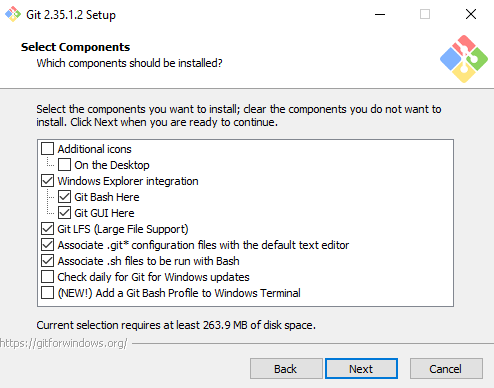 Git 2.35.1.2 Setup
Select Components
Which components should be installed?
Select the components you want to install; clear the components you do not want to
install. Click Next when you are ready to continue.
Additional icons
On the Desktop
Windows Explorer integration
Git Bash Here
Git GUI Here
Git LFS (Large File Support)
Associate .git* configuration files with the default text editor
Associate .sh files to be run with Bash
Check daily for Git for Windows updates
(NEW!) Add a Git Bash Profile to Windows Terminal
Current selection requires at least 263.9 MB of disk space.
https://gitforwindows.org/
Back Next Cancel